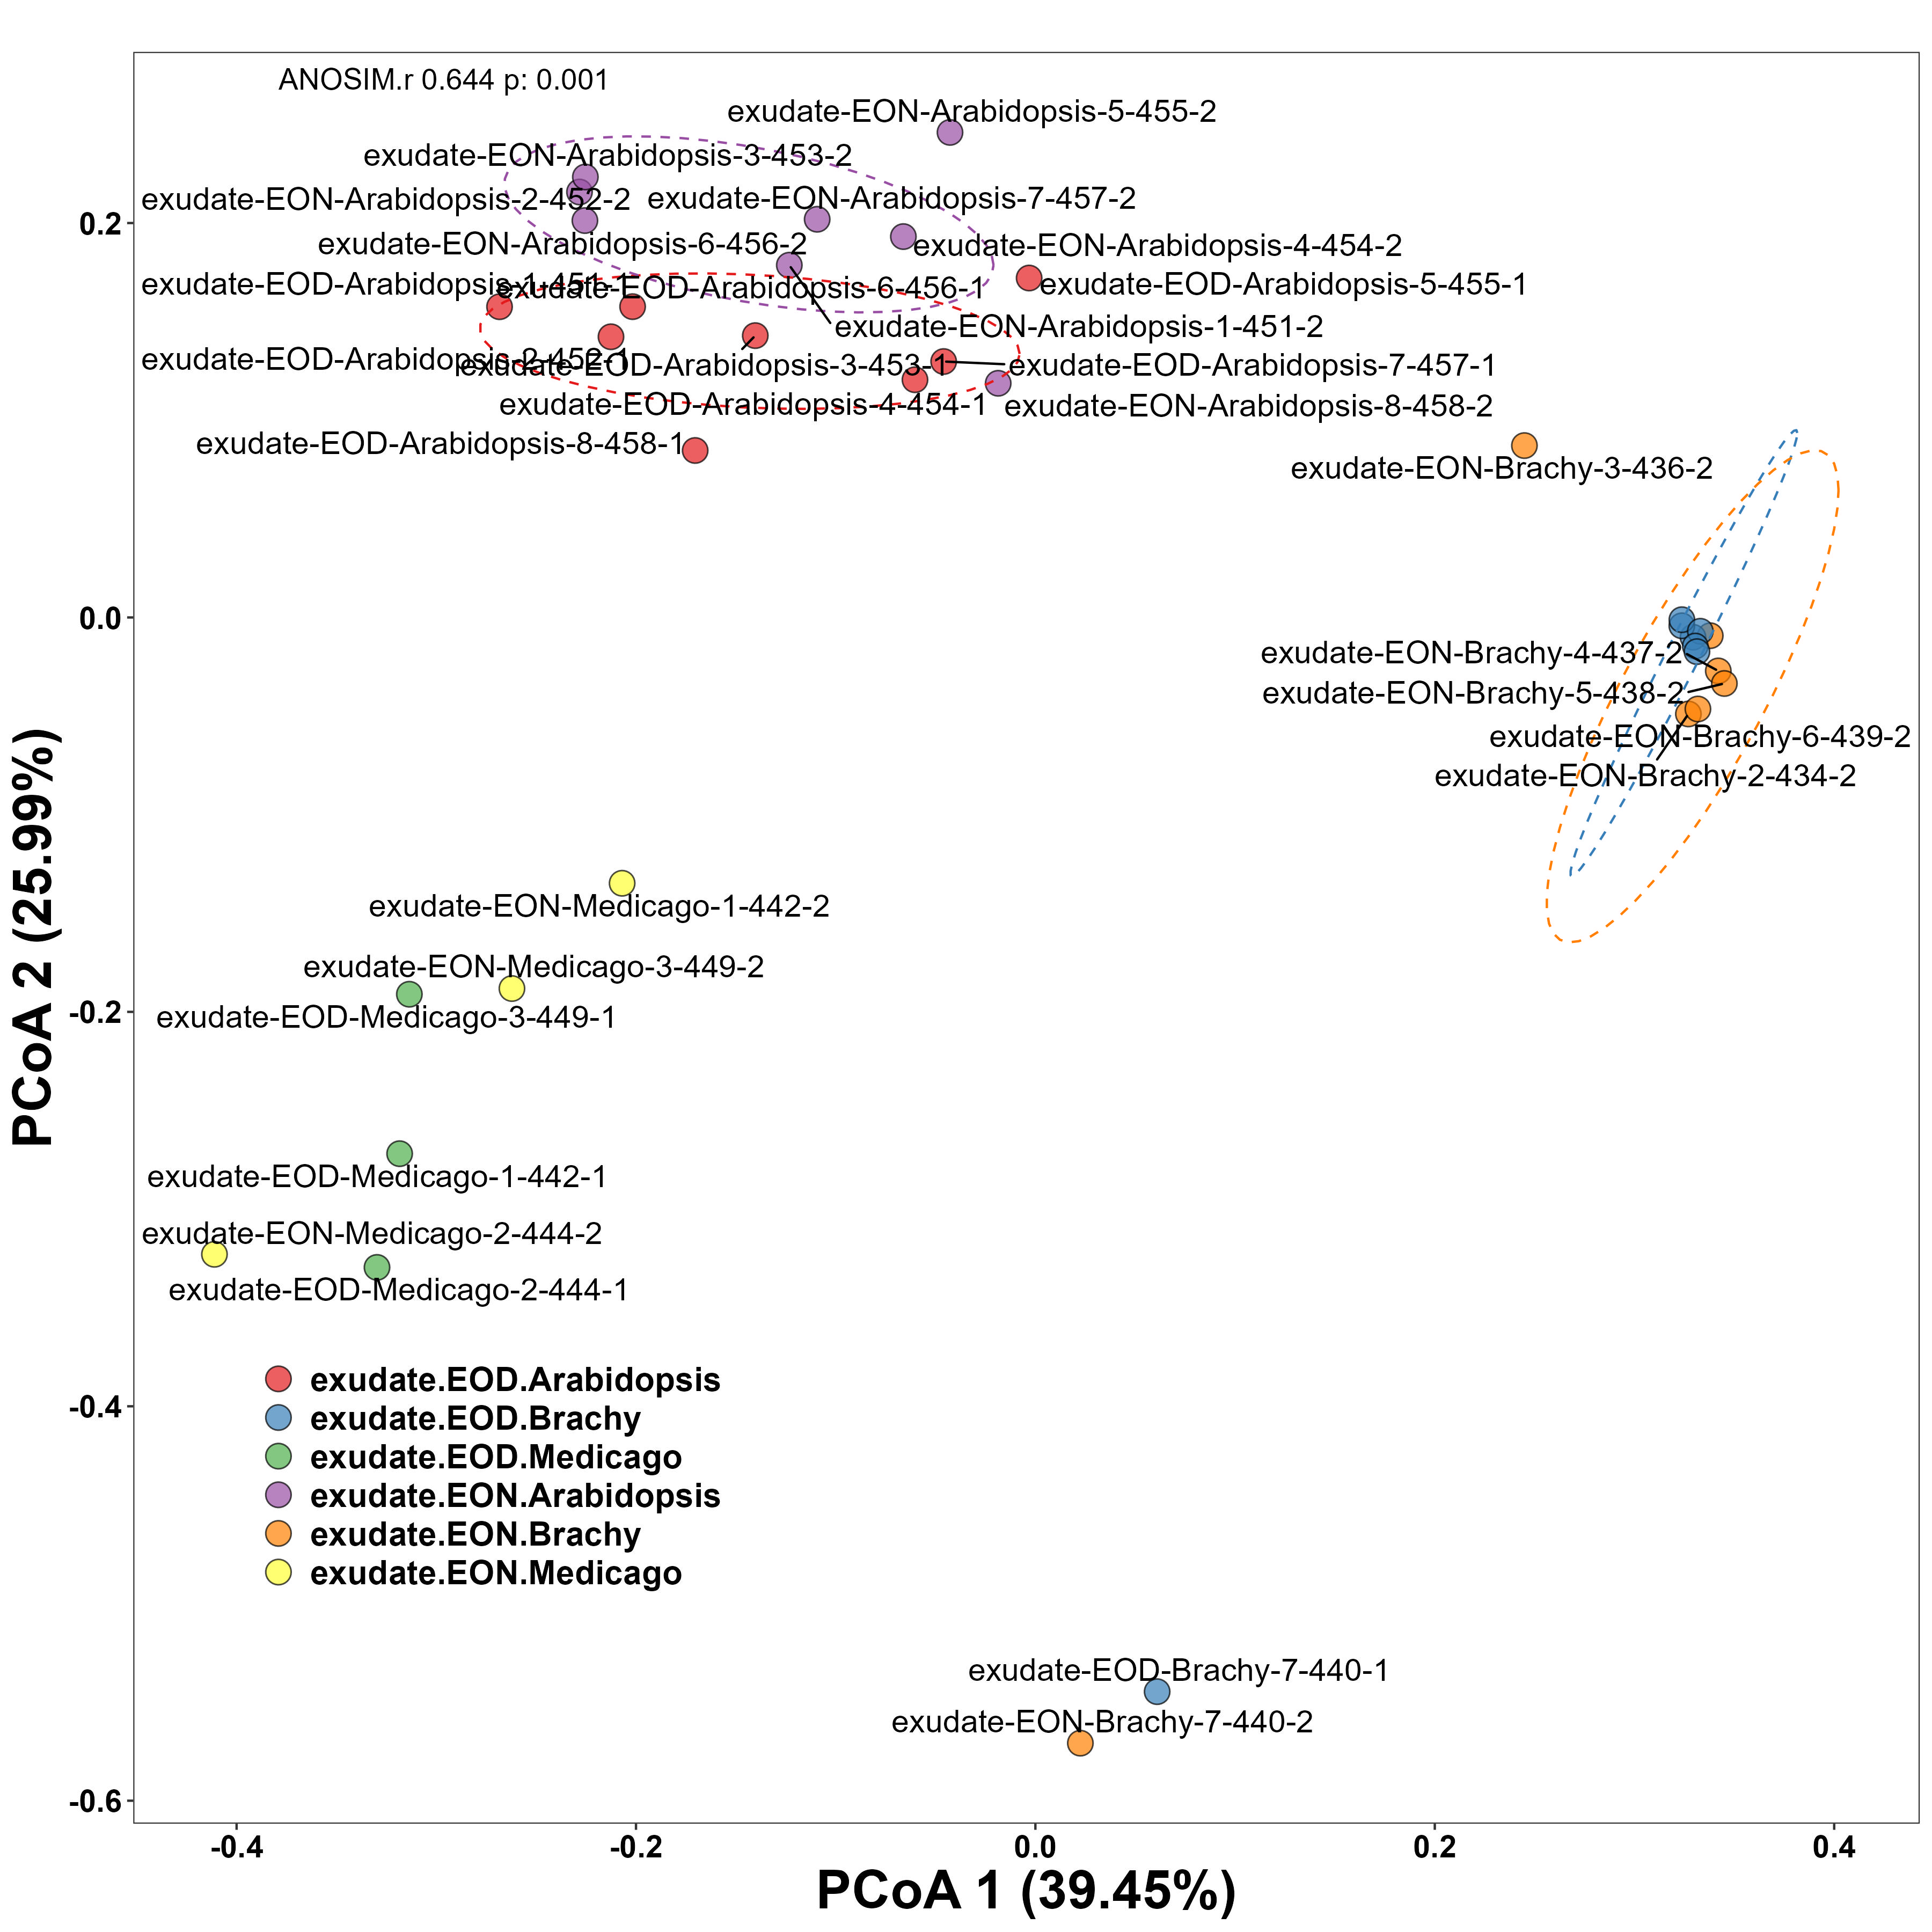 ANOSIM.r 0.644 p: 0.001
exudate-EON-Arabidopsis-5-455-2
exudate-EON-Arabidopsis-3-453-2
exudate-EON-Arabidopsis-2-452-2
exudate-EON-Arabidopsis-7-457-2
exudate-EON-Arabidopsis-6-456-2
exudate-EON-Arabidopsis-4-454-2
exudate-EOD-Arabidopsis-1-451-1
exudate-EOD-Arabidopsis-6-456-1
exudate-EOD-Arabidopsis-5-455-1
exudate-EON-Arabidopsis-1-451-2
exudate-EOD-Arabidopsis-2-452-1
exudate-EOD-Arabidopsis-3-453-1
exudate-EOD-Arabidopsis-7-457-1
exudate-EOD-Arabidopsis-4-454-1
exudate-EON-Arabidopsis-8-458-2
exudate-EOD-Arabidopsis-8-458-1
exudate-EON-Brachy-3-436-2
exudate-EON-Brachy-4-437-2
exudate-EON-Brachy-5-438-2
exudate-EON-Brachy-6-439-2
exudate-EON-Brachy-2-434-2
exudate-EON-Medicago-1-442-2
exudate-EON-Medicago-3-449-2
exudate-EOD-Medicago-3-449-1
exudate-EOD-Medicago-1-442-1
exudate-EON-Medicago-2-444-2
exudate-EOD-Medicago-2-444-1
exudate.EOD.Arabidopsis
exudate.EOD.Brachy
exudate.EOD.Medicago
exudate.EON.Arabidopsis
exudate.EON.Brachy
exudate.EON.Medicago
exudate-EOD-Brachy-7-440-1
exudate-EON-Brachy-7-440-2
0.2
0.0
-0.2
-0.4
-0.6
PCoA 2 (25.99%)
-0.4
-0.2
0.0
0.2
0.4
PCoA 1 (39.45%)